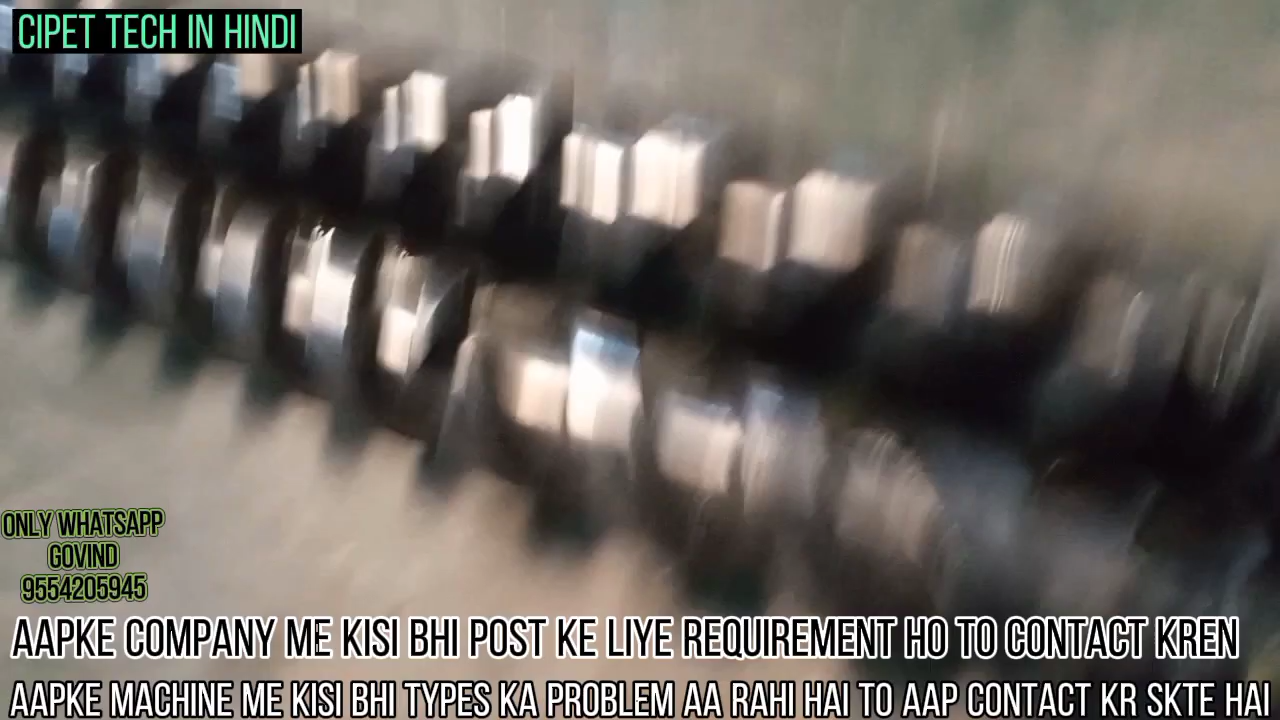 CIPET TECH IN HINDI
ONLY WHATSAPP
GOVIND
9554205945
AAPKE COMPANY ME KISI BHI POST KE LIYE REQUIREMENT HO TO CONTACT KREN
AAPKE MACHINE ME KISI BHI TYPES KA PROBLEM AA RAHI HAI TO AAP CONTACT KR SKTE HAI